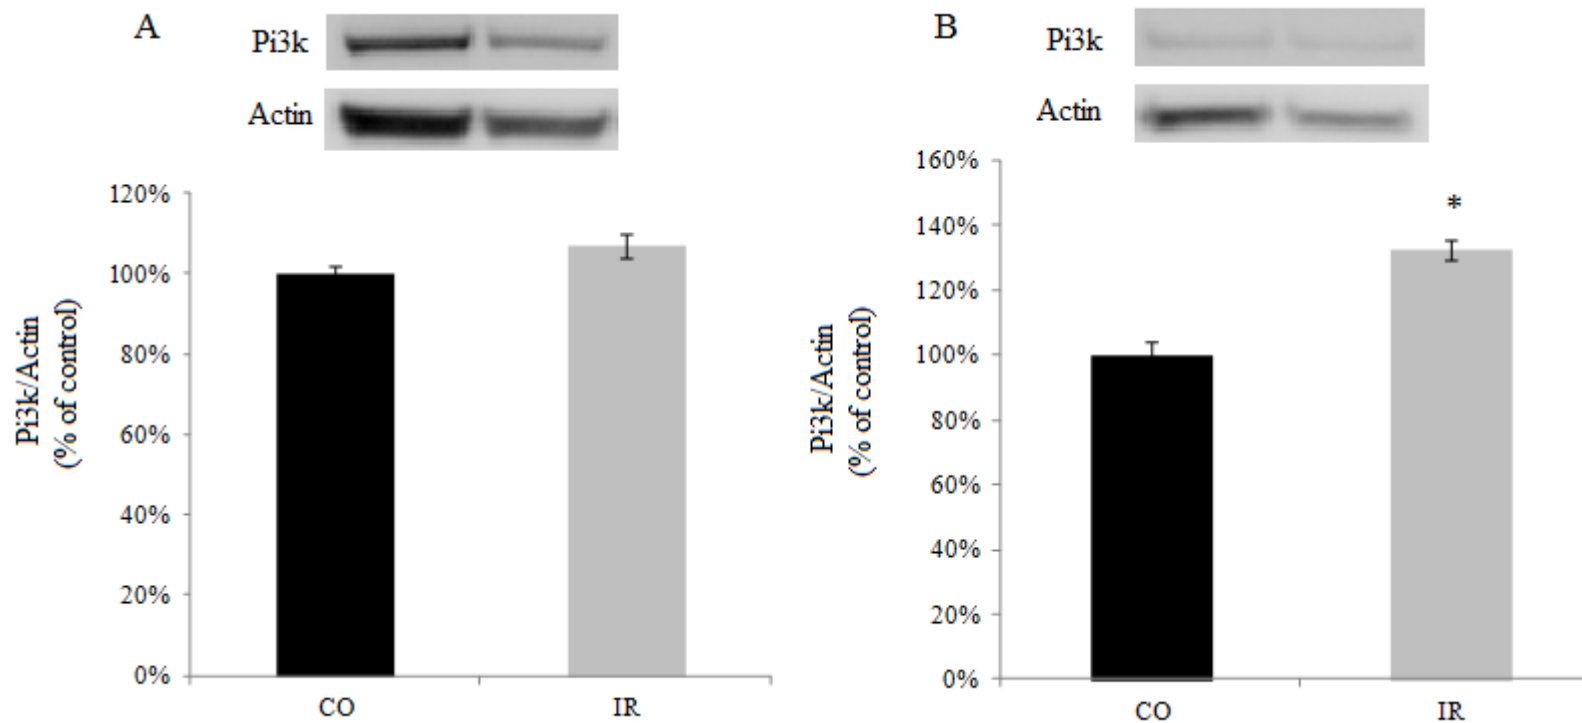 A
Pi3k
Actin
120%
100%
80%
60%
40%
20%
0%
Pi3k/Actin
(% of control)
CO
IR
B
Pi3k
Actin
160%
140%
120%
100%
80%
60%
40%
20%
0%
Pi3k/Actin
(% of control)
*
CO
IR